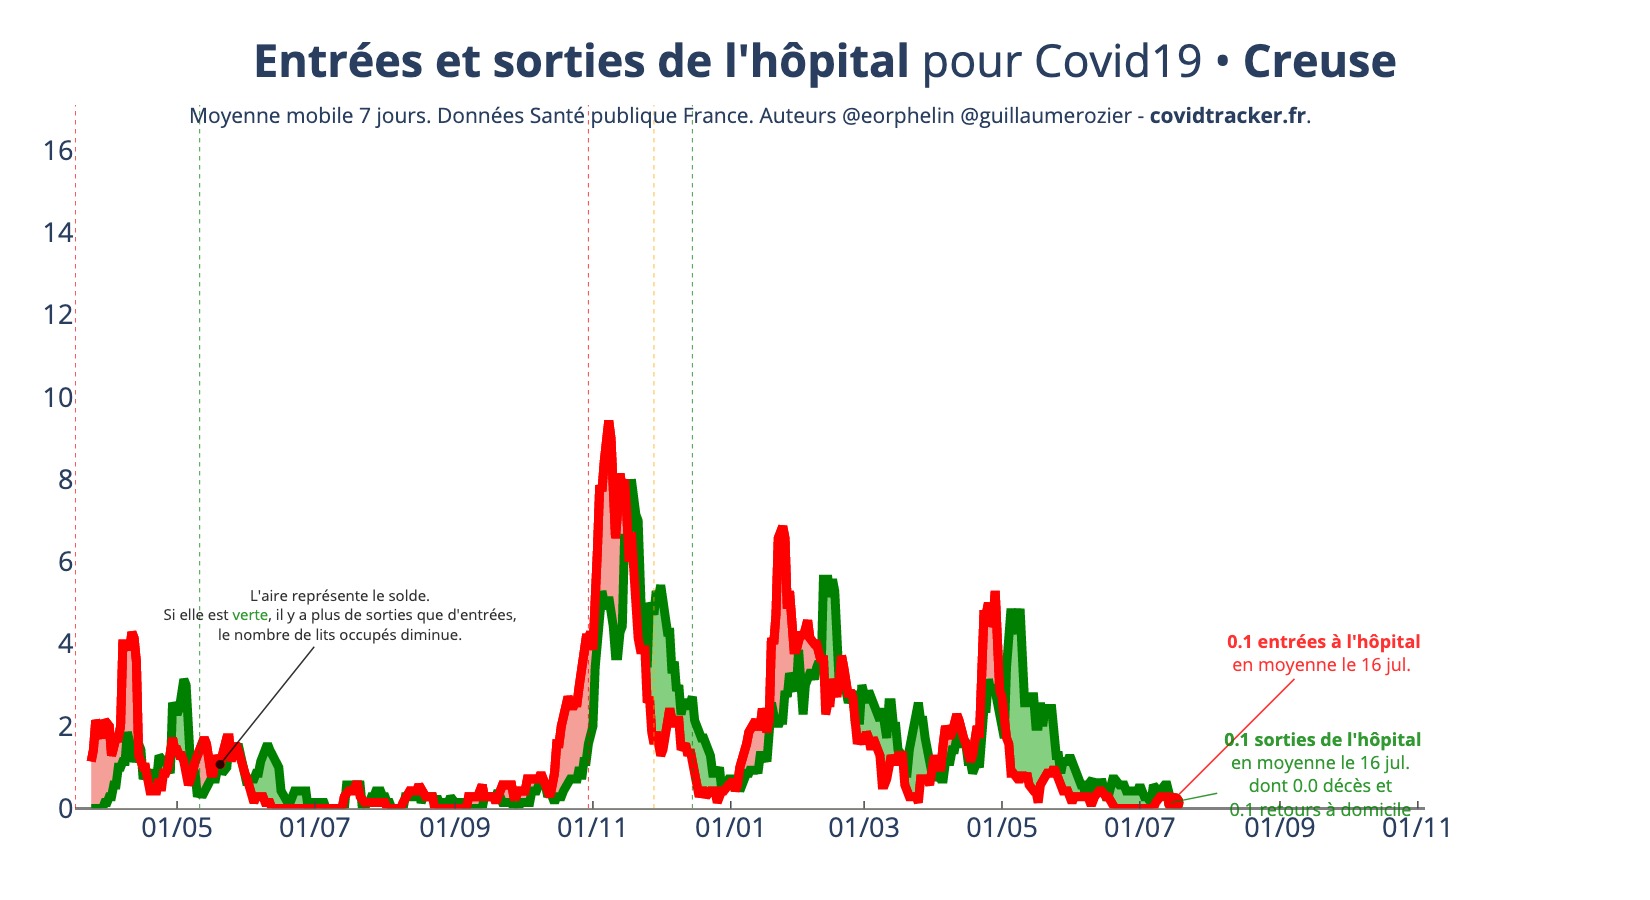 Entrées et sorties de l'hôpital pour Covid19 • Creuse
Moyenne mobile 7 jours. Données Santé publique France. Auteurs @eorphelin @guillaumerozier - covidtracker.fr.
16
14
12
10
8
6
4
2
0
L'aire représente le solde.
Si elle est verte, il y a plus de sorties que d'entrées,
le nombre de lits occupés diminue.
0.1 entrées à l'hôpital
en moyenne le 16 jul.
0.1 sorties de l'hôpital
en moyenne le 16 jul.
dont 0.0 décès et
0.1 retours à domicile
01/05 01/07 01/09 01/11 01/01 01/03 01/05 01/07 01/09 01/11